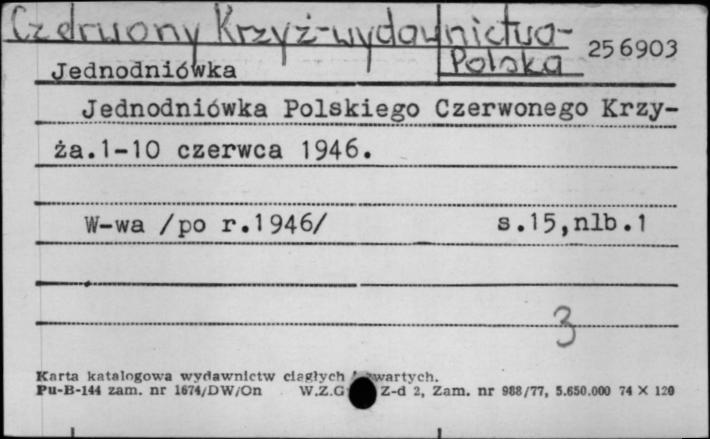 Czerwony Krzyż-wydawnictwa-
Polska 256903
Jednodniówka
Jednodniówka Polskiego Czerwonego Krzy-
ża.1-10 czerwca 1946.
W-wa /po r.1946/ s.15,nlb.1
3
Karta katalogowa wydawnictw ciągłych
Pu-B-144 zam. nr 1674/DW/On W.Z.G Z-d 2, Zam. nr 988/77, 5.650.000 74 X 120